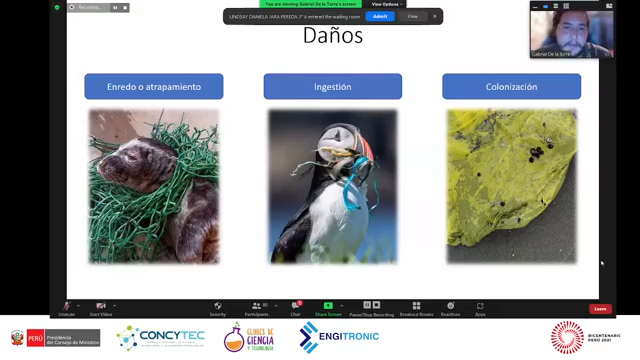 Recording...
You are viewing Gabriel De la Torre's screen
View Options
LINDSAY DANIELA JARA PEREDA JT A entered the waiting room
Admit
View
Gabriel De la Torre
Daños
Enredo o atrapamiento
Ingestión
Colonización
Unmute
Start Video
Security
Participants
Chat
Share Screen
Pause/Stop Recording
Breakout Rooms
Reactions
Apps
Leave
PERÚ
Presidencia
del Consejo de Ministros
CONCYTEC
CLUBES DE
CIENCIA
Y TECNOLOGÍA
ENGITRONIC
BICENTENARIO
PERÚ 2021